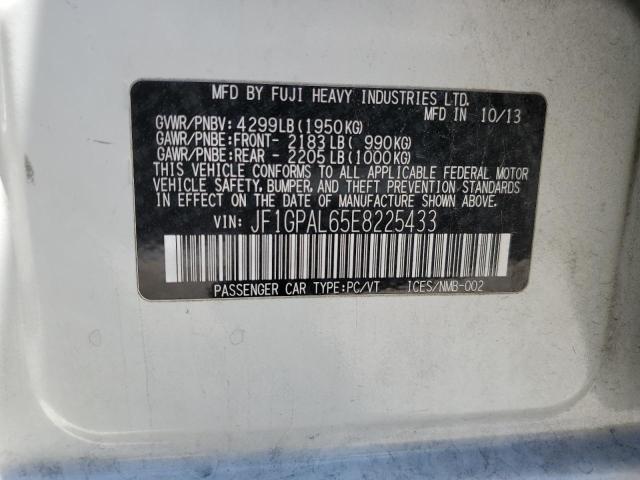 MFD BY FUJI HEAVY INDUSTRIES LTD.
MFD IN 10/13
GVWR/PNBV: 4299LB(1950KG)
GAWR/PNBE:FRONT- 2183LB( 990KG)
GAWR/PNBE:REAR - 2205LB(1000KG)
THIS VEHICLE CONFORMS TO ALL APPLICABLE FEDERAL MOTOR
VEHICLE SAFETY, BUMPER, AND THEFT PREVENTION STANDARDS
IN EFFECT ON THE DATE OF MANUFACTURE SHOWN ABOVE.
VIN: JF1GPAL65E8225433
PASSENGER CAR TYPE:PC/VT ICES/NMB-002